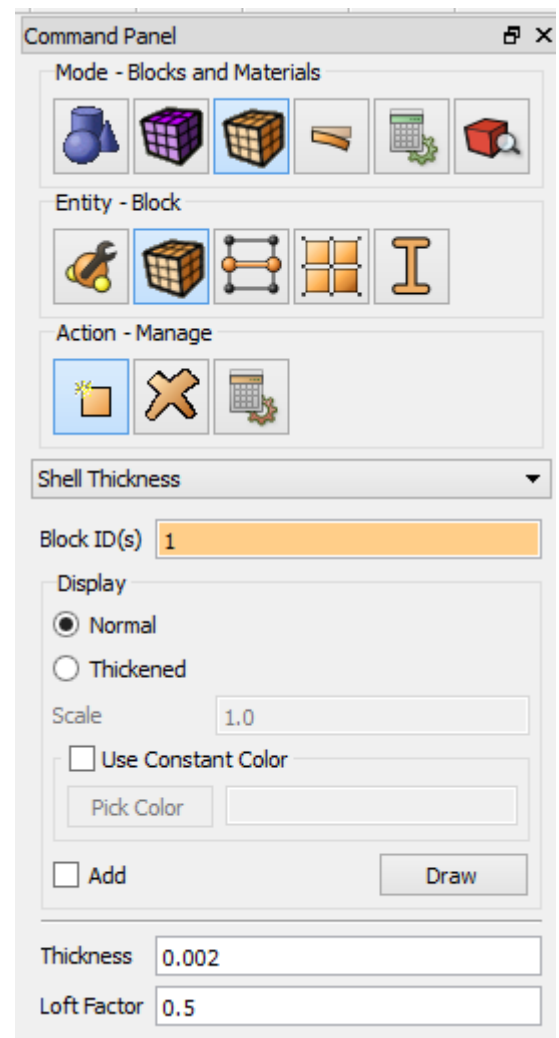 Command Panel
Mode - Blocks and Materials
Entity - Block
Action - Manage
Shell Thickness
Block ID(s) 1
Display
Normal
Thickened
Scale 1.0
Use Constant Color
Pick Color
Add Draw
Thickness 0.002
Loft Factor 0.5